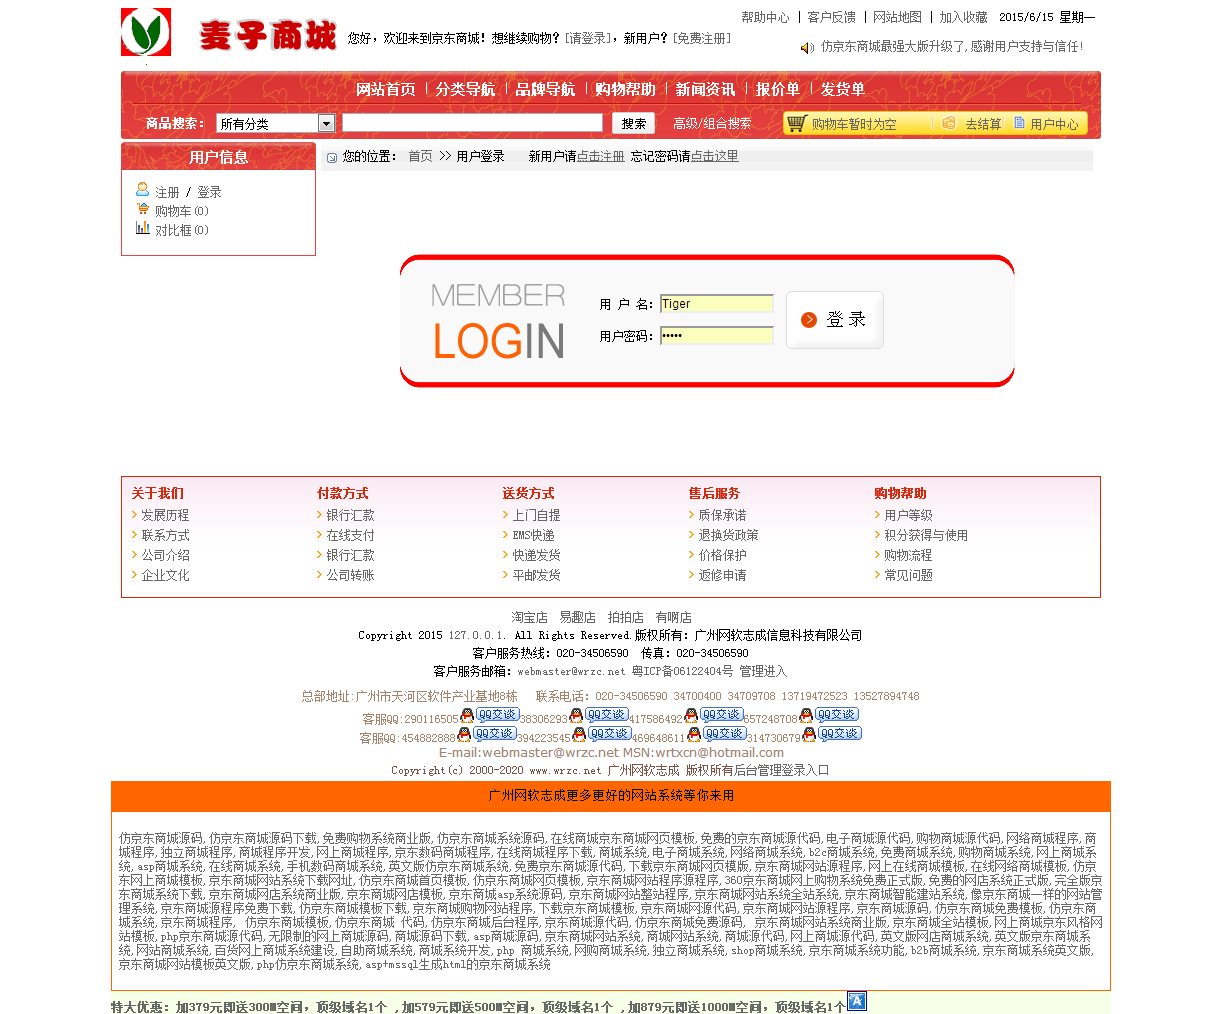 帮助中心 | 客户反馈 | 网站地图 | 加入收藏 2015/6/15 星期一
麦子商城 您好，欢迎来到京东商城！想继续购物？[请登录]，新用户？[免费注册]
仿京东商城最强大版升级了,感谢用户支持与信任!
网站首页 | 分类导航 | 品牌导航 | 购物帮助 | 新闻资讯 | 报价单 | 发货单
商品搜索： 所有分类 搜索 高级/组合搜索 购物车暂时为空 去结算 用户中心
用户信息
您的位置： 首页 >> 用户登录 新用户请点击注册 忘记密码请点击这里
注册 / 登录
购物车(0)
对比框(0)
MEMBER
LOGIN
用 户 名： Tiger
用户密码： •••••
登 录
关于我们 付款方式 送货方式 售后服务 购物帮助
发展历程 银行汇款 上门自提 质保承诺 用户等级
联系方式 在线支付 EMS快递 退换货政策 积分获得与使用
公司介绍 银行汇款 快递发货 价格保护 购物流程
企业文化 公司转账 平邮发货 返修申请 常见问题
淘宝店 易趣店 拍拍店 有啊店
Copyright 2015 127.0.0.1. All Rights Reserved.版权所有：广州网软志成信息科技有限公司
客户服务热线：020-34506590 传真：020-34506590
客户服务邮箱：webmaster@wrzc.net 粤ICP备06122404号 管理进入
总部地址:广州市天河区软件产业基地8栋 联系电话：020-34506590 34700400 34709708 13719472523 13527894748
客服QQ:290116505 QQ交谈 38306293 QQ交谈 417586492 QQ交谈 657248708 QQ交谈
客服QQ:454882888 QQ交谈 394223545 QQ交谈 469648611 QQ交谈 314730679 QQ交谈
E-mail:webmaster@wrzc.net MSN:wrtxcn@hotmail.com
Copyright(c) 2000-2020 www.wrzc.net 广州网软志成 版权所有后台管理登录入口
广州网软志成更多更好的网站系统等你来用
仿京东商城源码,仿京东商城源码下载,免费购物系统商业版,仿京东商城系统源码,在线商城京东商城网页模板,免费的京东商城源代码,电子商城源代码,购物商城源代码,网络商城程序,商
城程序,独立商城程序,商城程序开发,网上商城程序,京东数码商城程序,在线商城程序下载,商城系统,电子商城系统,网络商城系统,b2c商城系统,免费商城系统,购物商城系统,网上商城系
统,asp商城系统,在线商城系统,手机数码商城系统,英文版仿京东商城系统,免费京东商城源代码,下载京东商城网页模版,京东商城网站源程序,网上在线商城模板,在线网络商城模板,仿京
东网上商城模板,京东商城网站系统下载网址,仿京东商城首页模板,仿京东商城网页模板,京东商城网站程序源程序,360京东商城网上购物系统免费正式版,免费的网店系统正式版,完全版京
东商城系统下载,京东商城网店系统商业版,京东商城网店模板,京东商城asp系统源码,京东商城网站整站程序,京东商城网站系统全站系统,京东商城智能建站系统,像京东商城一样的网站管
理系统,京东商城源程序免费下载,仿京东商城模板下载,京东商城购物网站程序,下载京东商城模板,京东商城网源代码,京东商城网站源程序,京东商城源码,仿京东商城免费模板,仿京东商
城系统,京东商城程序, 仿京东商城模板,仿京东商城 代码,仿京东商城后台程序,京东商城源代码,仿京东商城免费源码, 京东商城网站系统商业版,京东商城全站模板,网上商城京东风格网
站模板,php京东商城源代码,无限制的网上商城源码,商城源码下载,asp商城源码,京东商城网站系统,商城网站系统,商城源代码,网上商城源代码,英文版网店商城系统,英文版京东商城系
统,网站商城系统,百货网上商城系统建设,自助商城系统,商城系统开发,php 商城系统,网购商城系统,独立商城系统,shop商城系统,京东商城系统功能,b2b商城系统,京东商城系统英文版,
京东商城网站模板英文版,php仿京东商城系统,asp+mssql生成html的京东商城系统
特大优惠：加379元即送300M空间，顶级域名1个 ,加579元即送500M空间，顶级域名1个 ,加879元即送1000M空间，顶级域名1个